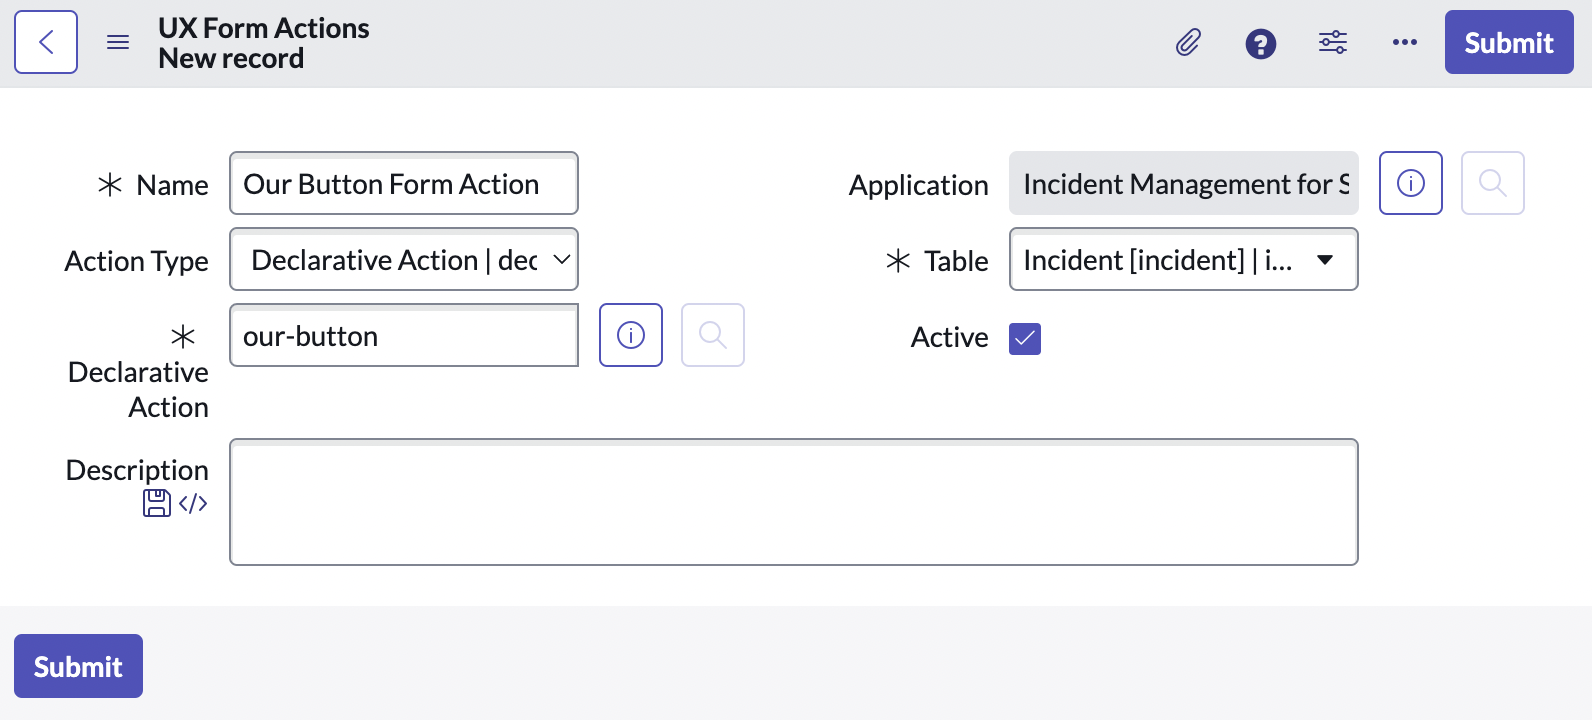 UX Form Actions
New record
Submit
Name
Our Button Form Action
Application
Incident Management for S
Action Type
Declarative Action | dec
Table
Incident [incident] | i...
Declarative
Action
our-button
Active
Description
Submit